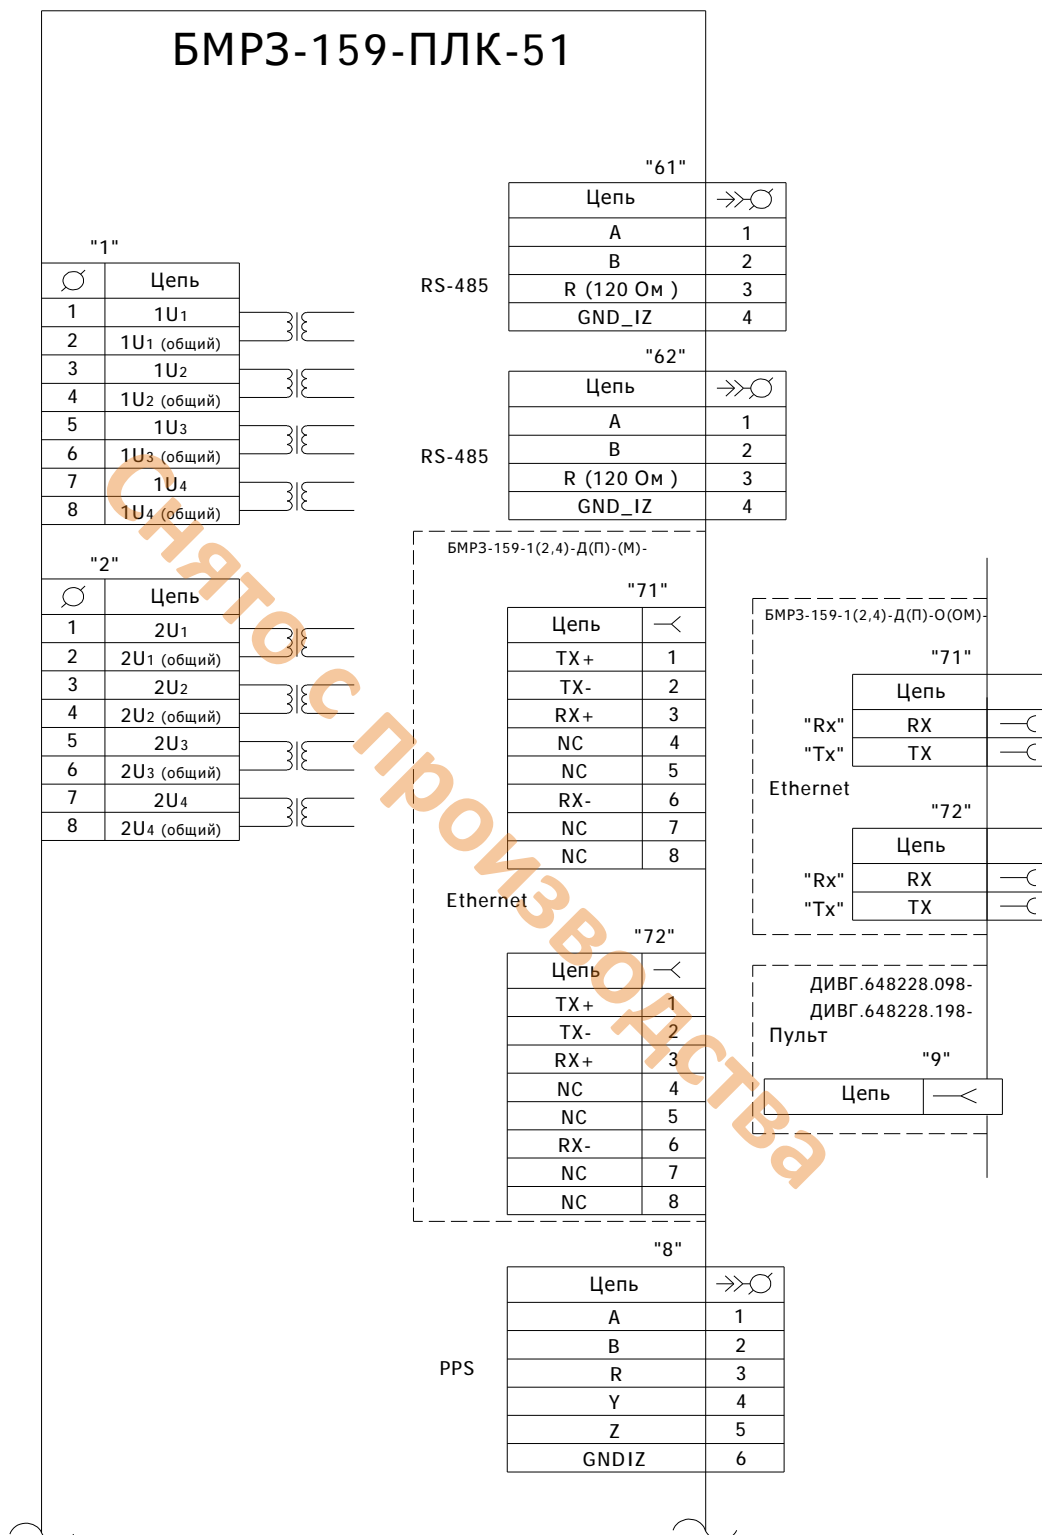 БМРЗ-159-ПЛК-51
"1"
Цепь
1 1U1
2 1U1 (общий)
3 1U2
4 1U2 (общий)
5 1U3
6 1U3 (общий)
7 1U4
8 1U4 (общий)
"2"
Цепь
1 2U1
2 2U1 (общий)
3 2U2
4 2U2 (общий)
5 2U3
6 2U3 (общий)
7 2U4
8 2U4 (общий)
"61"
RS-485
Цепь
A 1
B 2
R (120 Ом ) 3
GND_IZ 4
"62"
RS-485
Цепь
A 1
B 2
R (120 Ом ) 3
GND_IZ 4
БМРЗ-159-1(2,4)-Д(П)-(М)-
"71"
Цепь
TX+ 1
TX- 2
RX+ 3
NC 4
NC 5
RX- 6
NC 7
NC 8
Ethernet
"72"
Цепь
TX+ 1
TX- 2
RX+ 3
NC 4
NC 5
RX- 6
NC 7
NC 8
"8"
PPS
Цепь
A 1
B 2
R 3
Y 4
Z 5
GNDIZ 6
БМРЗ-159-1(2,4)-Д(П)-О(ОМ)-
"71"
Цепь
"Rx" RX
"Tx" TX
Ethernet
"72"
Цепь
"Rx" RX
"Tx" TX
ДИВГ.648228.098-
ДИВГ.648228.198-
Пульт
"9"
Цепь
Снято с производства